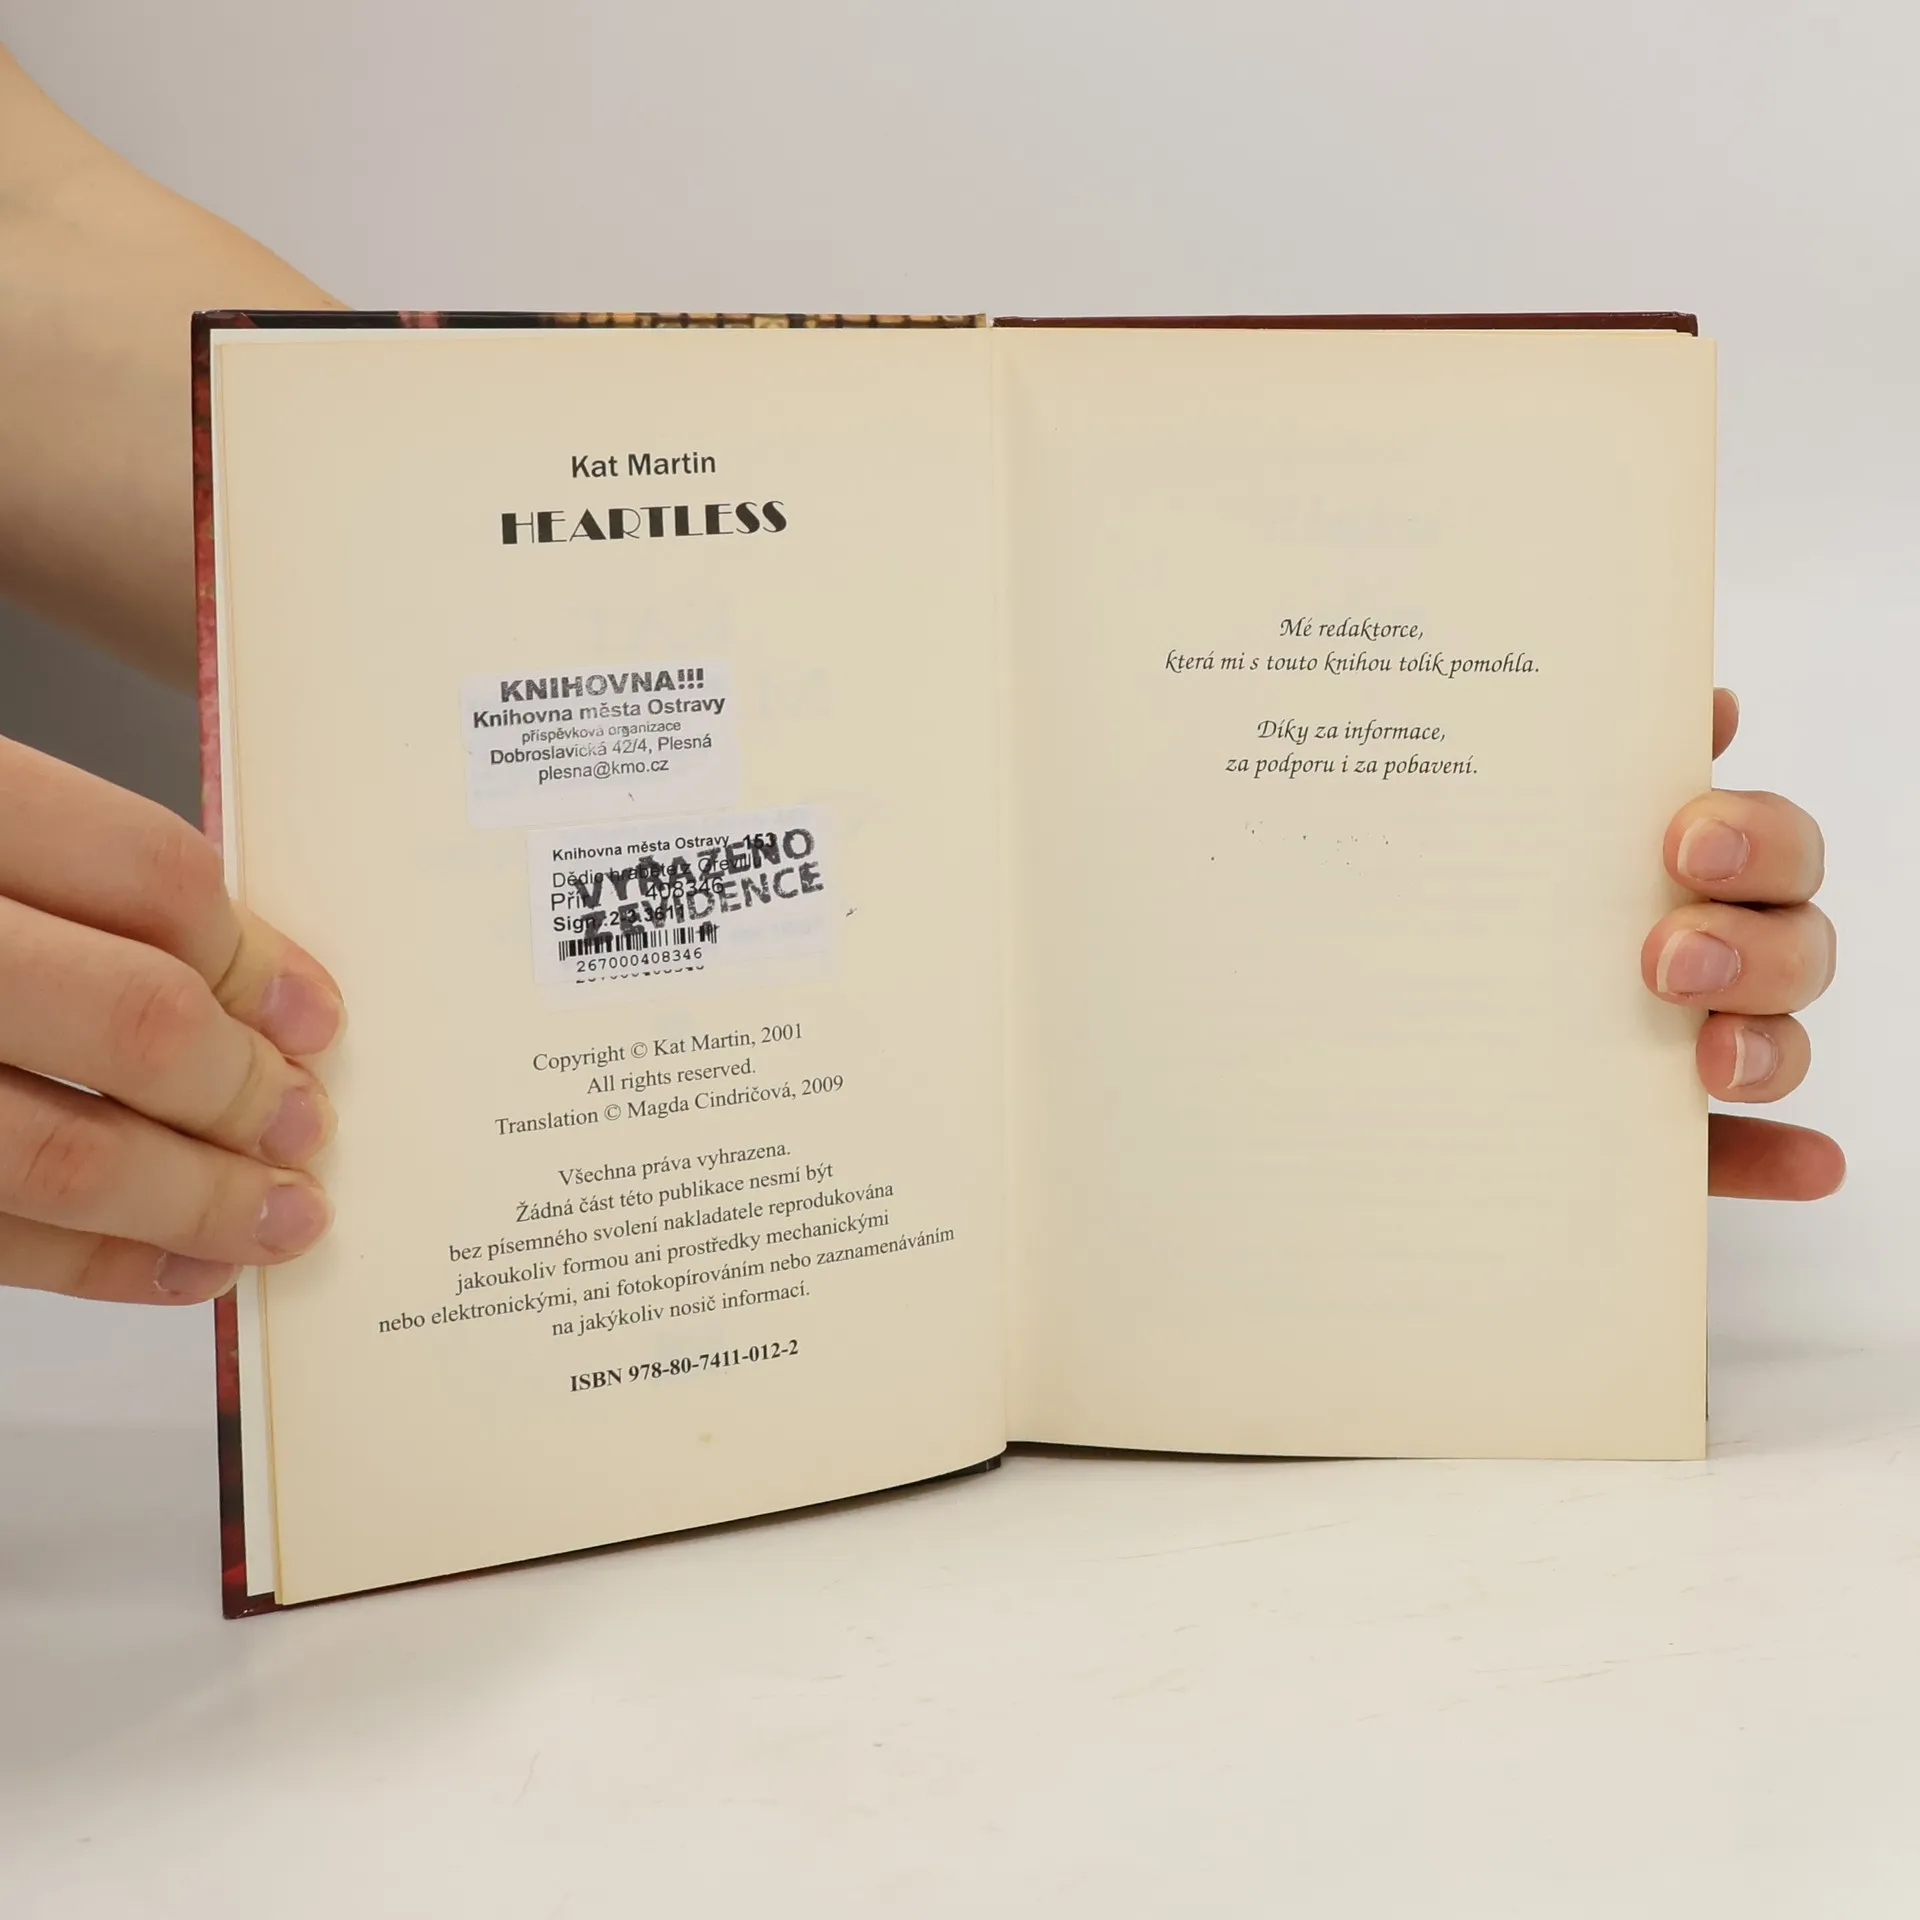 Kat Martin
HEARTLESS
KNIHOVNA!!!
Knihovna města Ostravy
příspěvková organizace
Dobroslavická 42/4, Plesná
plesna@kmo.cz
Knihovna města Ostravy 153
VYŘAZENO
Dědic hraběte z
408346
Z EVIDENCE
267000408346
Copyright © Kat Martin, 2001
All rights reserved.
Translation © Magda Cindričová, 2009
Všechna práva vyhrazena.
Žádná část této publikace nesmí být
bez písemného svolení nakladatele reprodukována
jakoukoliv formou ani prostředky mechanickými
nebo elektronickými, ani fotokopírováním nebo zaznamenáváním
na jakýkoliv nosič informací.
ISBN 978-80-7411-012-2
Mé redaktorce,
která mi s touto knihou tolik pomohla.
Díky za informace,
za podporu i za pobavení.